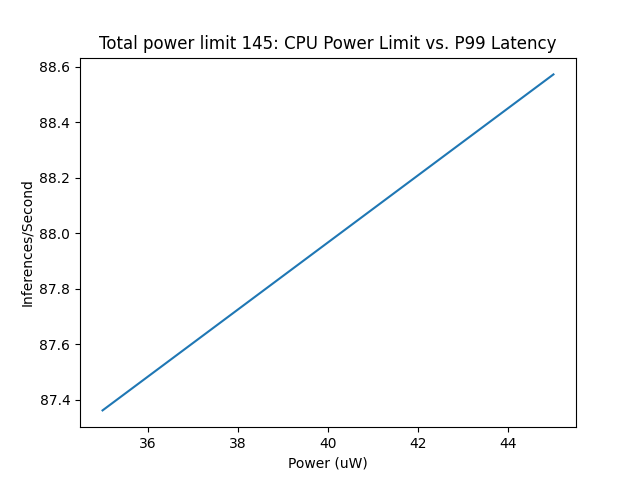 Total power limit 145: CPU Power Limit vs. P99 Latency
88.6
88.4
88.2
88.0
87.8
87.6
87.4
Inferences/Second
36 38 40 42 44
Power (uW)